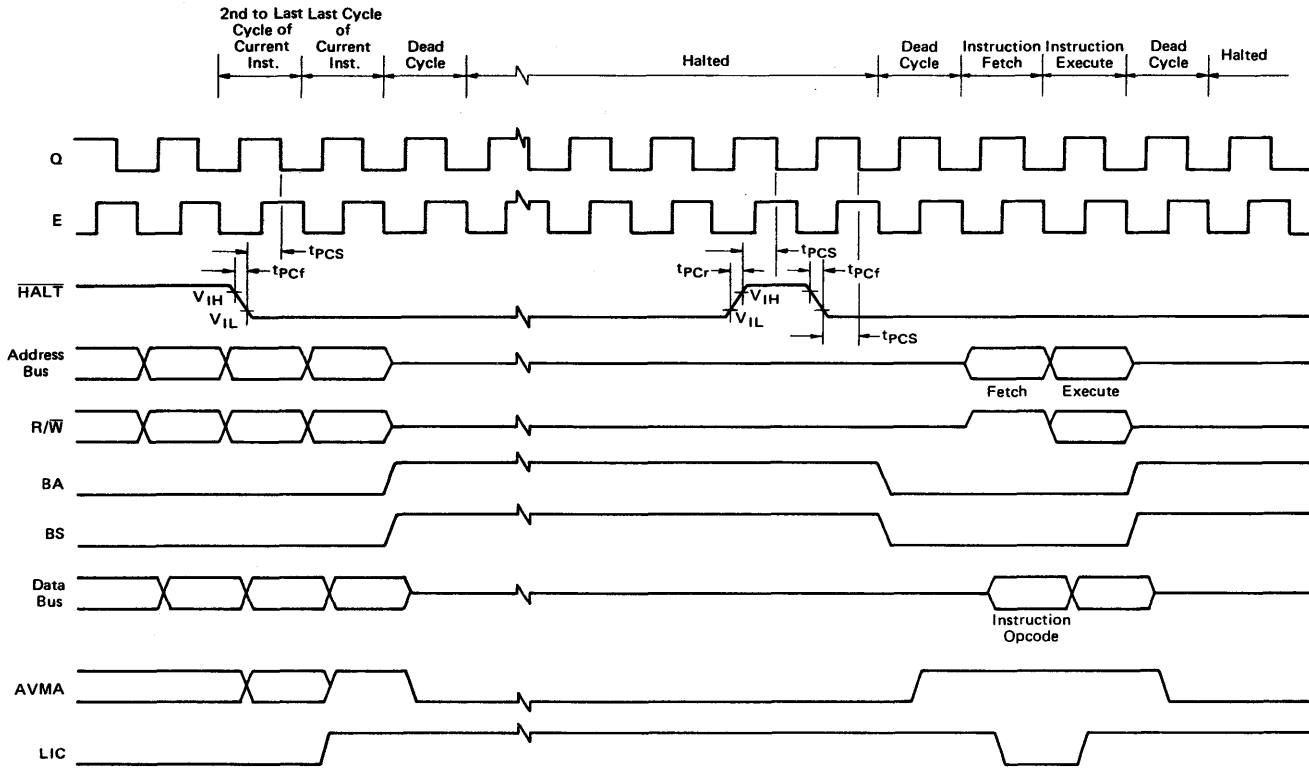 2nd to Last Last Cycle
Cycle of of
Current Current Dead
Inst. Inst. Cycle
Halted
Dead Instruction Instruction Dead
Cycle Fetch Execute Cycle
Halted
Q
E
tPCS
tPCf
tPCS
tPCr
tPCf
HALT
VIH
VIL
VIH
VIL
tPCS
Address
Bus
Fetch Execute
R/W̅
BA
BS
Data
Bus
Instruction
Opcode
AVMA
LIC